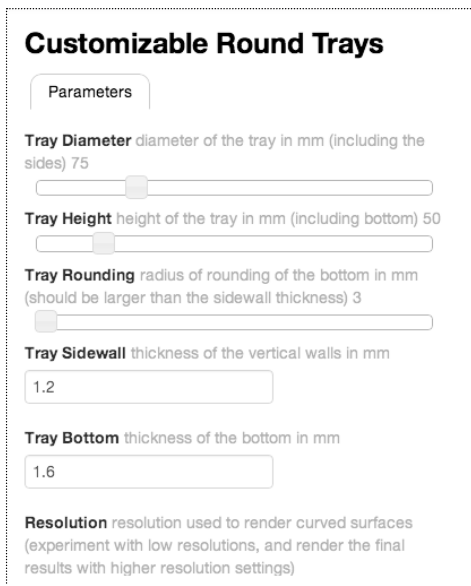 Customizable Round Trays
Parameters
Tray Diameter diameter of the tray in mm (including the
sides) 75
Tray Height height of the tray in mm (including bottom) 50
Tray Rounding radius of rounding of the bottom in mm
(should be larger than the sidewall thickness) 3
Tray Sidewall thickness of the vertical walls in mm
1.2
Tray Bottom thickness of the bottom in mm
1.6
Resolution resolution used to render curved surfaces
(experiment with low resolutions, and render the final
results with higher resolution settings)